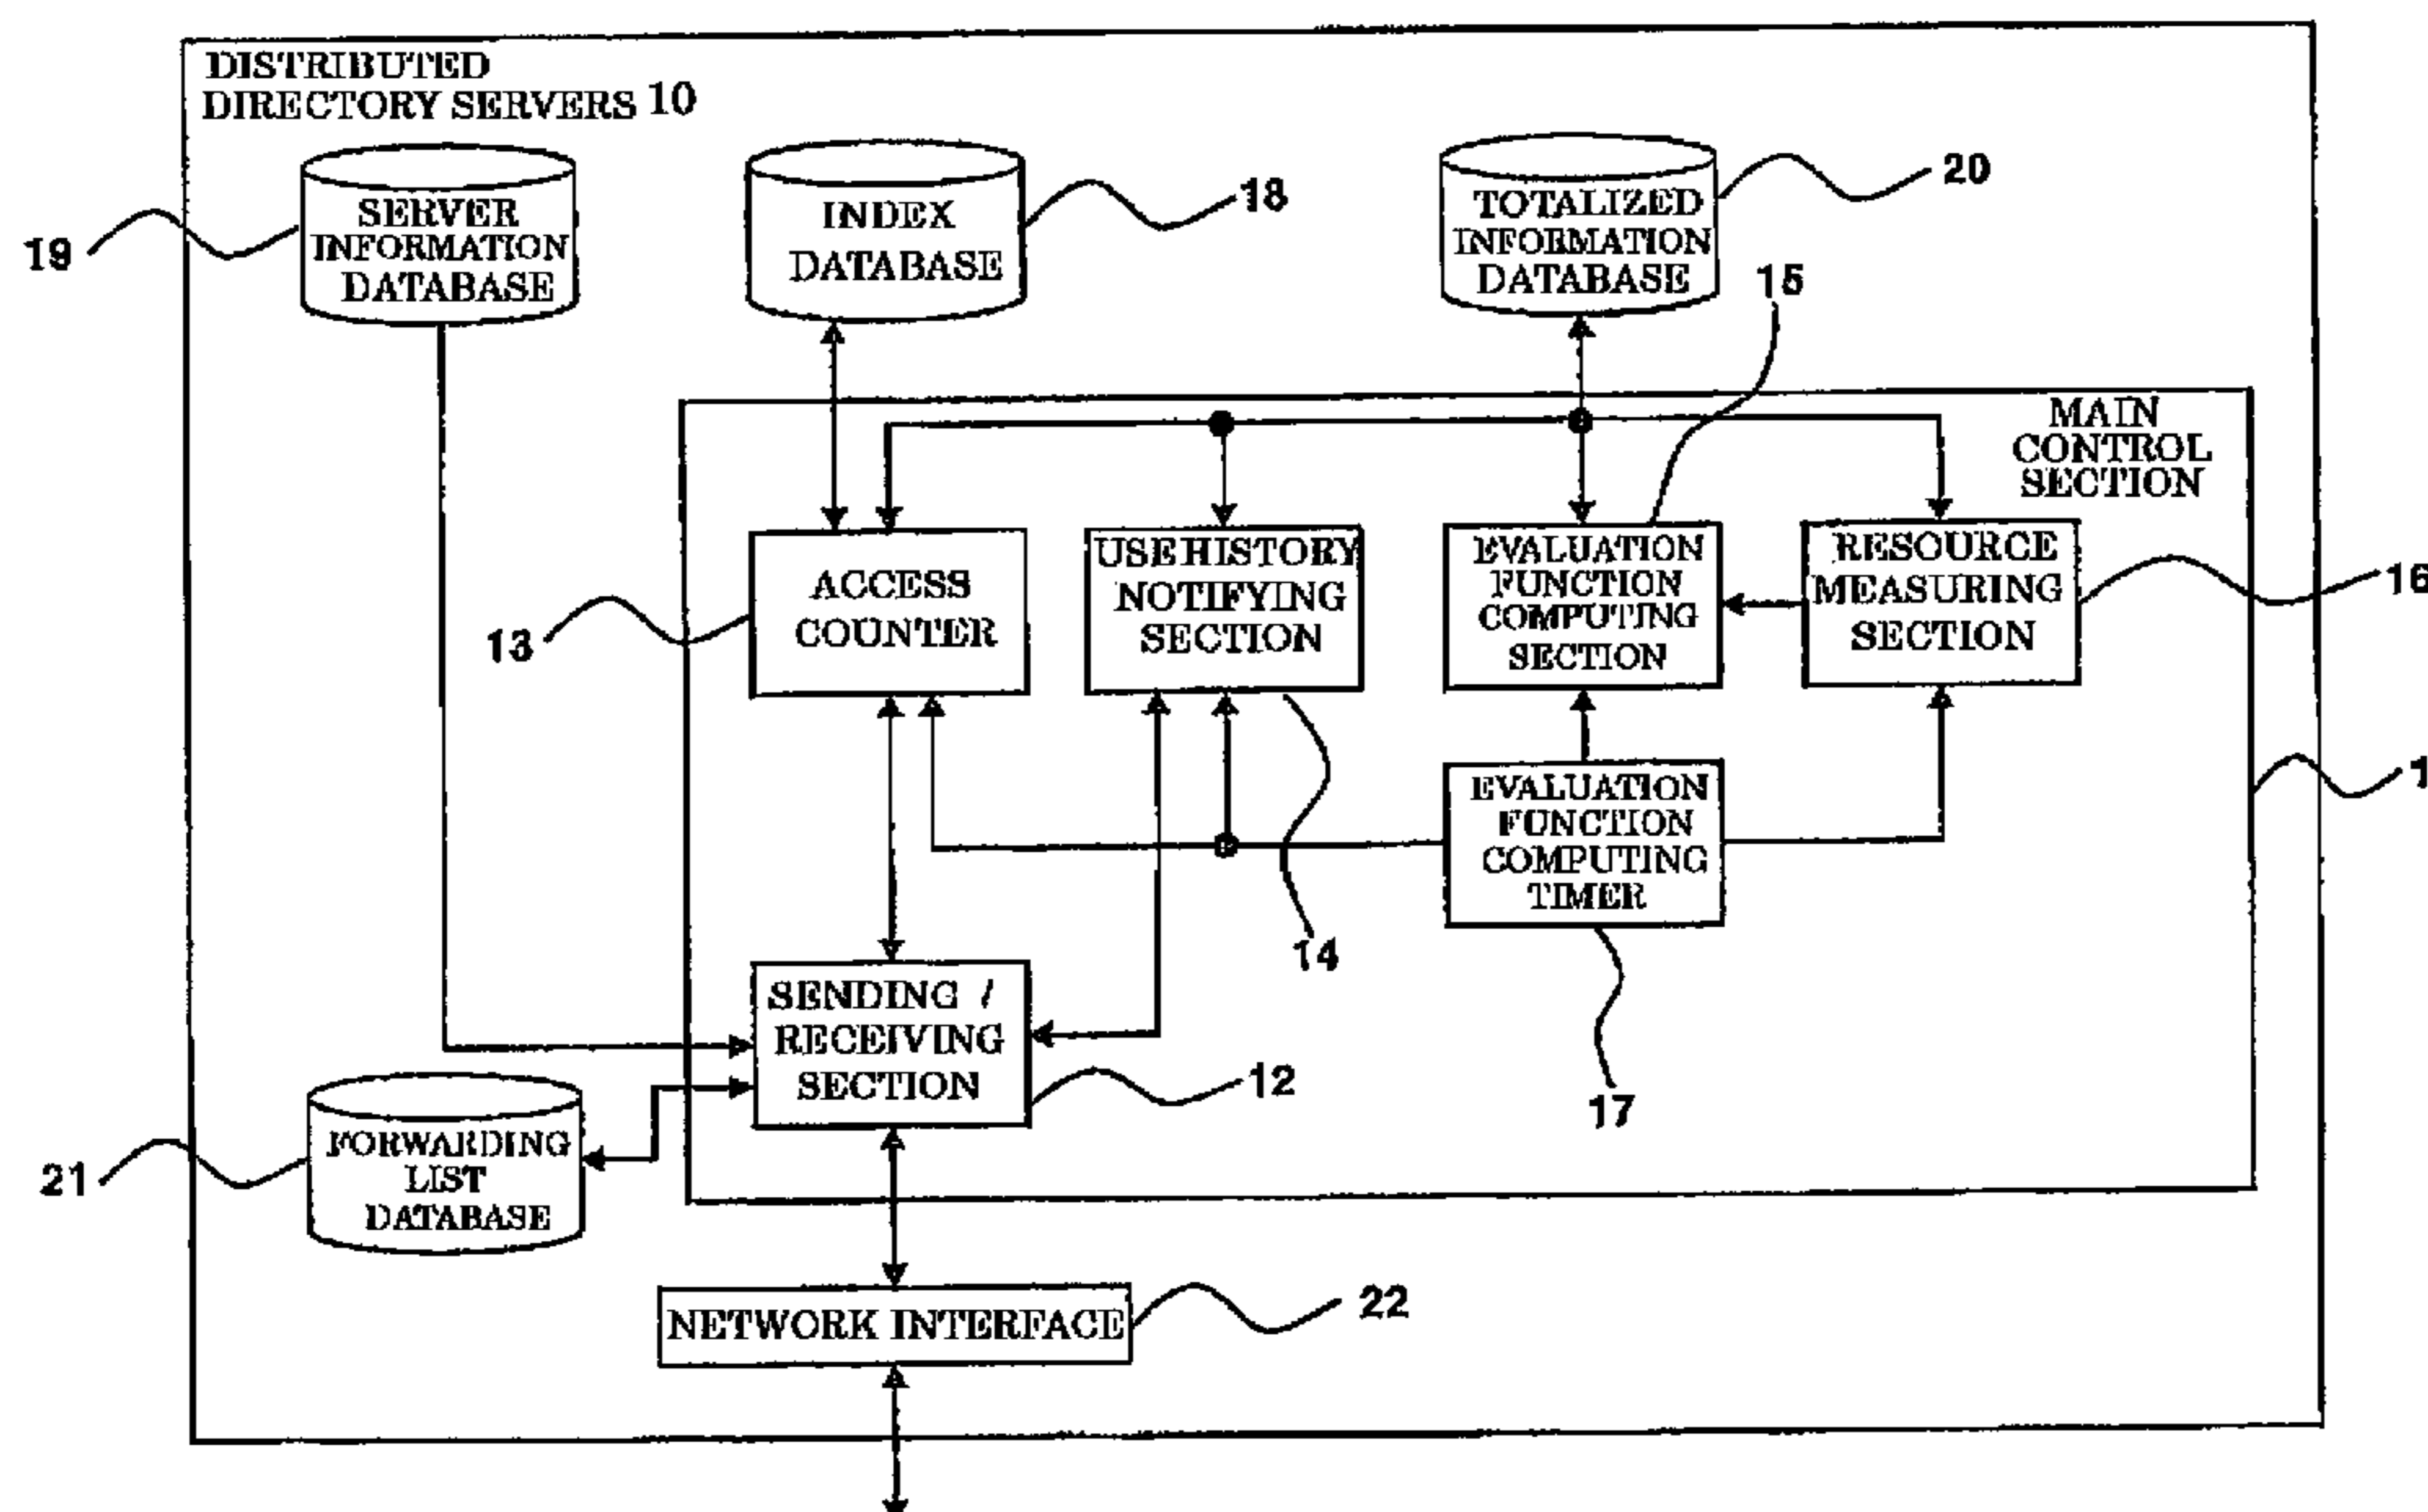 DISTRIBUTED
DIRECTORY SERVERS 10
SERVER
INFORMATION
DATABASE
19
INDEX
DATABASE
18
TOTALIZED
INFORMATION
DATABASE
20
15
MAIN
CONTROL
SECTION
ACCESS
COUNTER
13
USE HISTORY
NOTIFYING
SECTION
14
EVALUATION
FUNCTION
COMPUTING
SECTION
RESOURCE
MEASURING
SECTION
16
EVALUATION
FUNCTION
COMPUTING
TIMER
17
1
SENDING /
RECEIVING
SECTION
12
FORWARDING
LIST
DATABASE
21
NETWORK INTERFACE
22